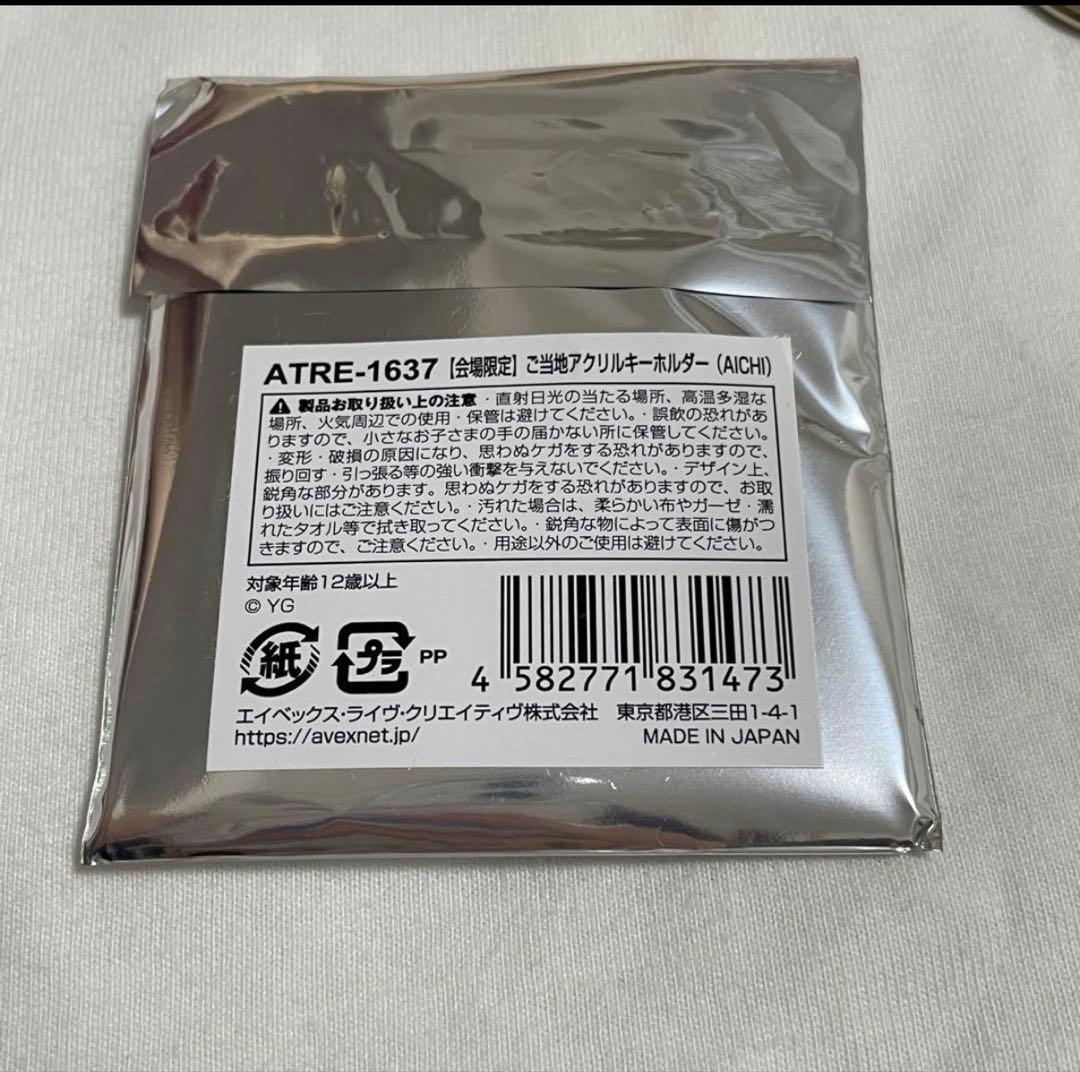 ATRE-1637【会場限定】ご当地アクリルキーホルダー（AICHI）
製品お取り扱い上の注意・直射日光の当たる場所、高温多湿な
場所、火気周辺での使用・保管は避けてください。・誤飲の恐れがあ
りますので、小さなお子さまの手の届かない所に保管してください。
・変形・破損の原因になり、思わぬケガをする恐れがありますので、
振り回す・引っ張る等の強い衝撃を与えないでください。・デザイン上、
鋭角な部分があります。思わぬケガをする恐れがありますので、お取
り扱いにはご注意ください。・汚れた場合は、柔らかい布やガーゼ・濡
れたタオル等で拭き取ってください。・鋭角な物によって表面に傷がつ
きますので、ご注意ください。・用途以外のご使用は避けてください。
対象年齢12歳以上
© YG
紙 プラ PP
4 582771 831473
エイベックス・ライヴ・クリエイティヴ株式会社 東京都港区三田1-4-1
https://avexnet.jp/ MADE IN JAPAN